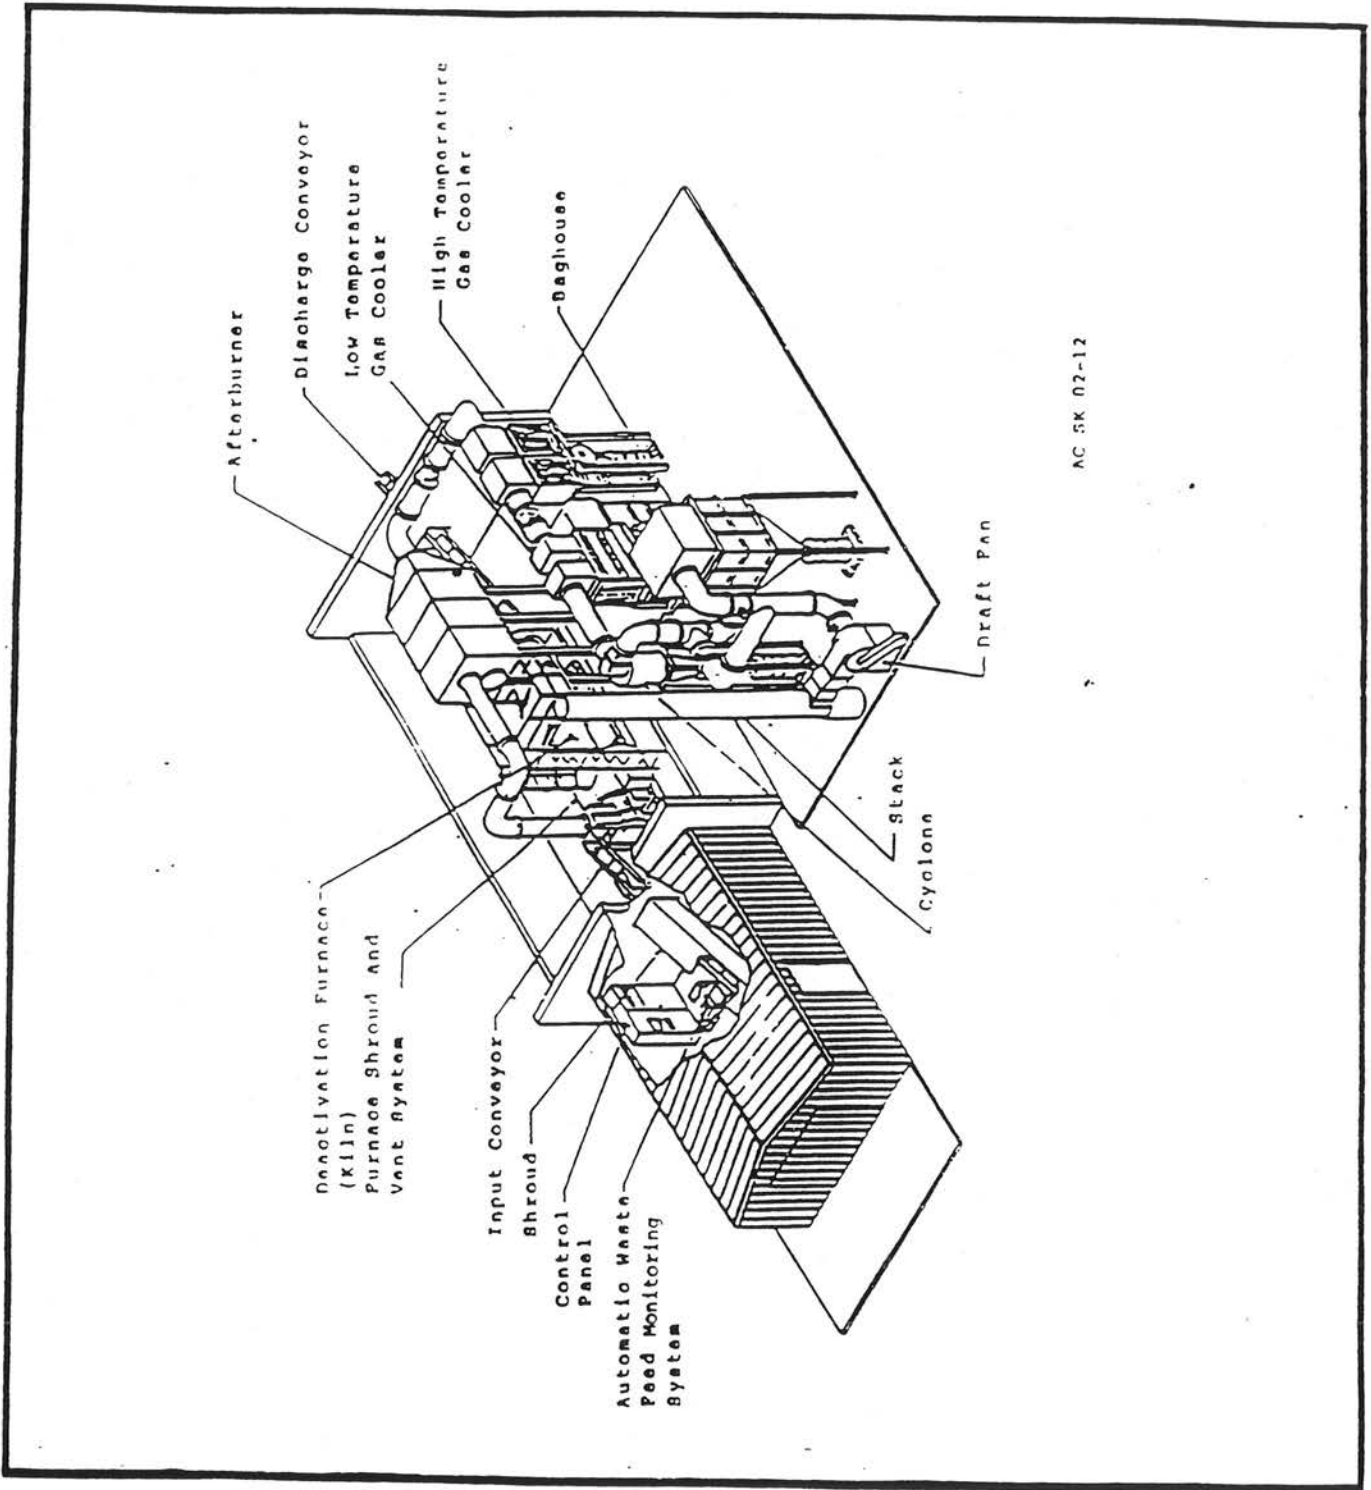 Afterburner
Discharge Conveyor
Low Temperature
Gas Cooler
High Temperature
Gas Cooler
Baghouse
Deactivation Furnace
(Kiln)
Furnace Shroud and
Vent System
Input Conveyor
Shroud
Control
Panel
Automatic Waste
Feed Monitoring
System
Draft Fan
Stack
Cyclone
AC SK 02-12